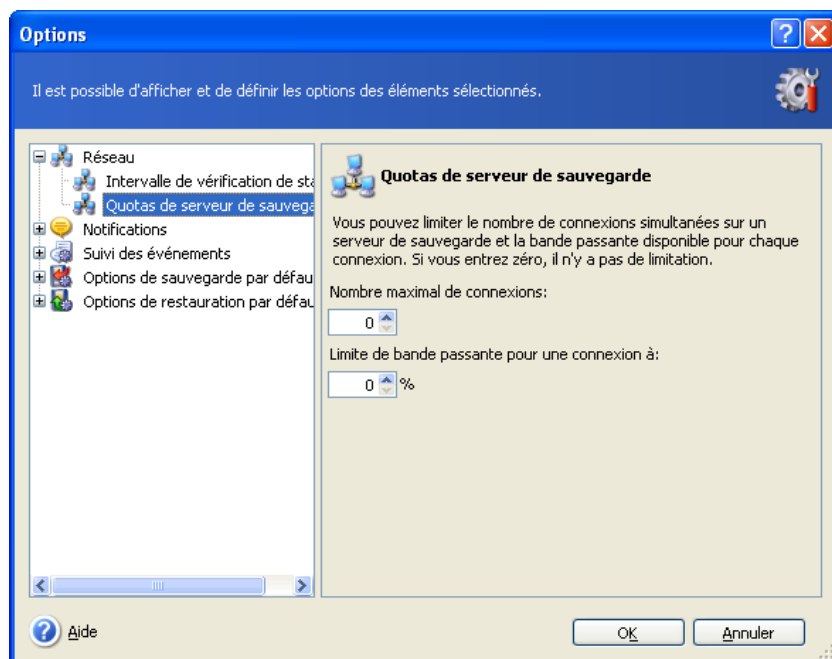 Options
Il est possible d'afficher et de définir les options des éléments sélectionnés.
Réseau
Intervalle de vérification de sta
Quotas de serveur de sauvega
Notifications
Suivi des événements
Options de sauvegarde par défau
Options de restauration par défau
Quotas de serveur de sauvegarde
Vous pouvez limiter le nombre de connexions simultanées sur un
serveur de sauvegarde et la bande passante disponible pour chaque
connexion. Si vous entrez zéro, il n'y a pas de limitation.
Nombre maximal de connexions:
0
Limite de bande passante pour une connexion à:
0 %
Aide
OK
Annuler